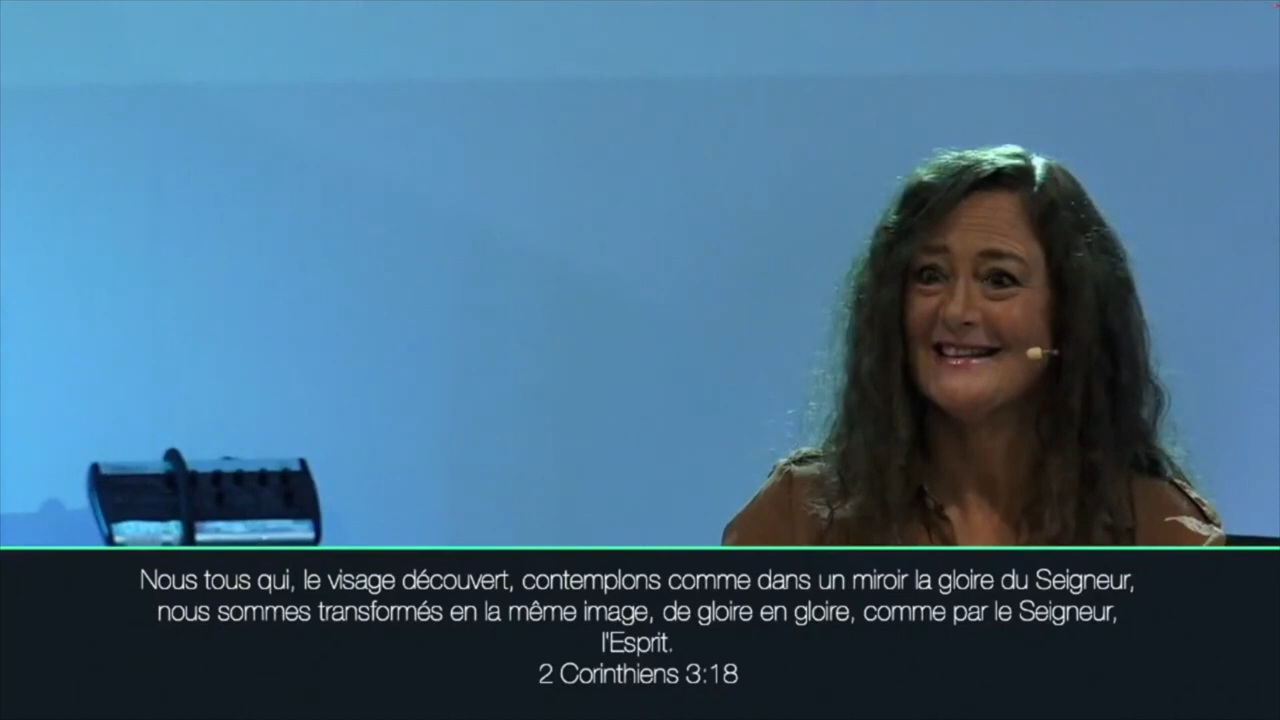 Nous tous qui, le visage découvert, contemplons comme dans un miroir la gloire du Seigneur,
nous sommes transformés en la même image, de gloire en gloire, comme par le Seigneur,
l'Esprit.
2 Corinthiens 3:18